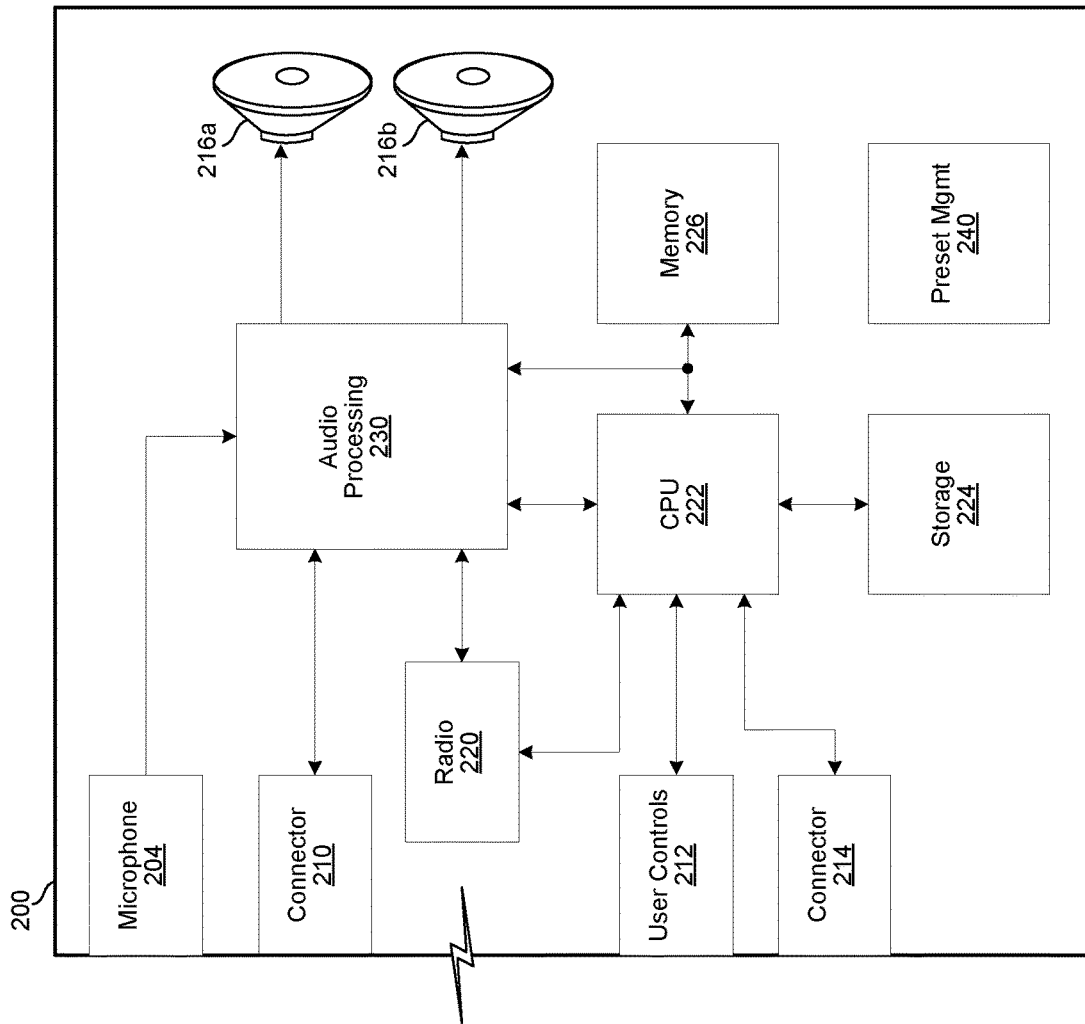 200
Microphone
204
Connector
210
Radio
220
User Controls
212
Connector
214
Audio
Processing
230
CPU
222
Storage
224
Memory
226
Preset Mgmt
240
216a
216b